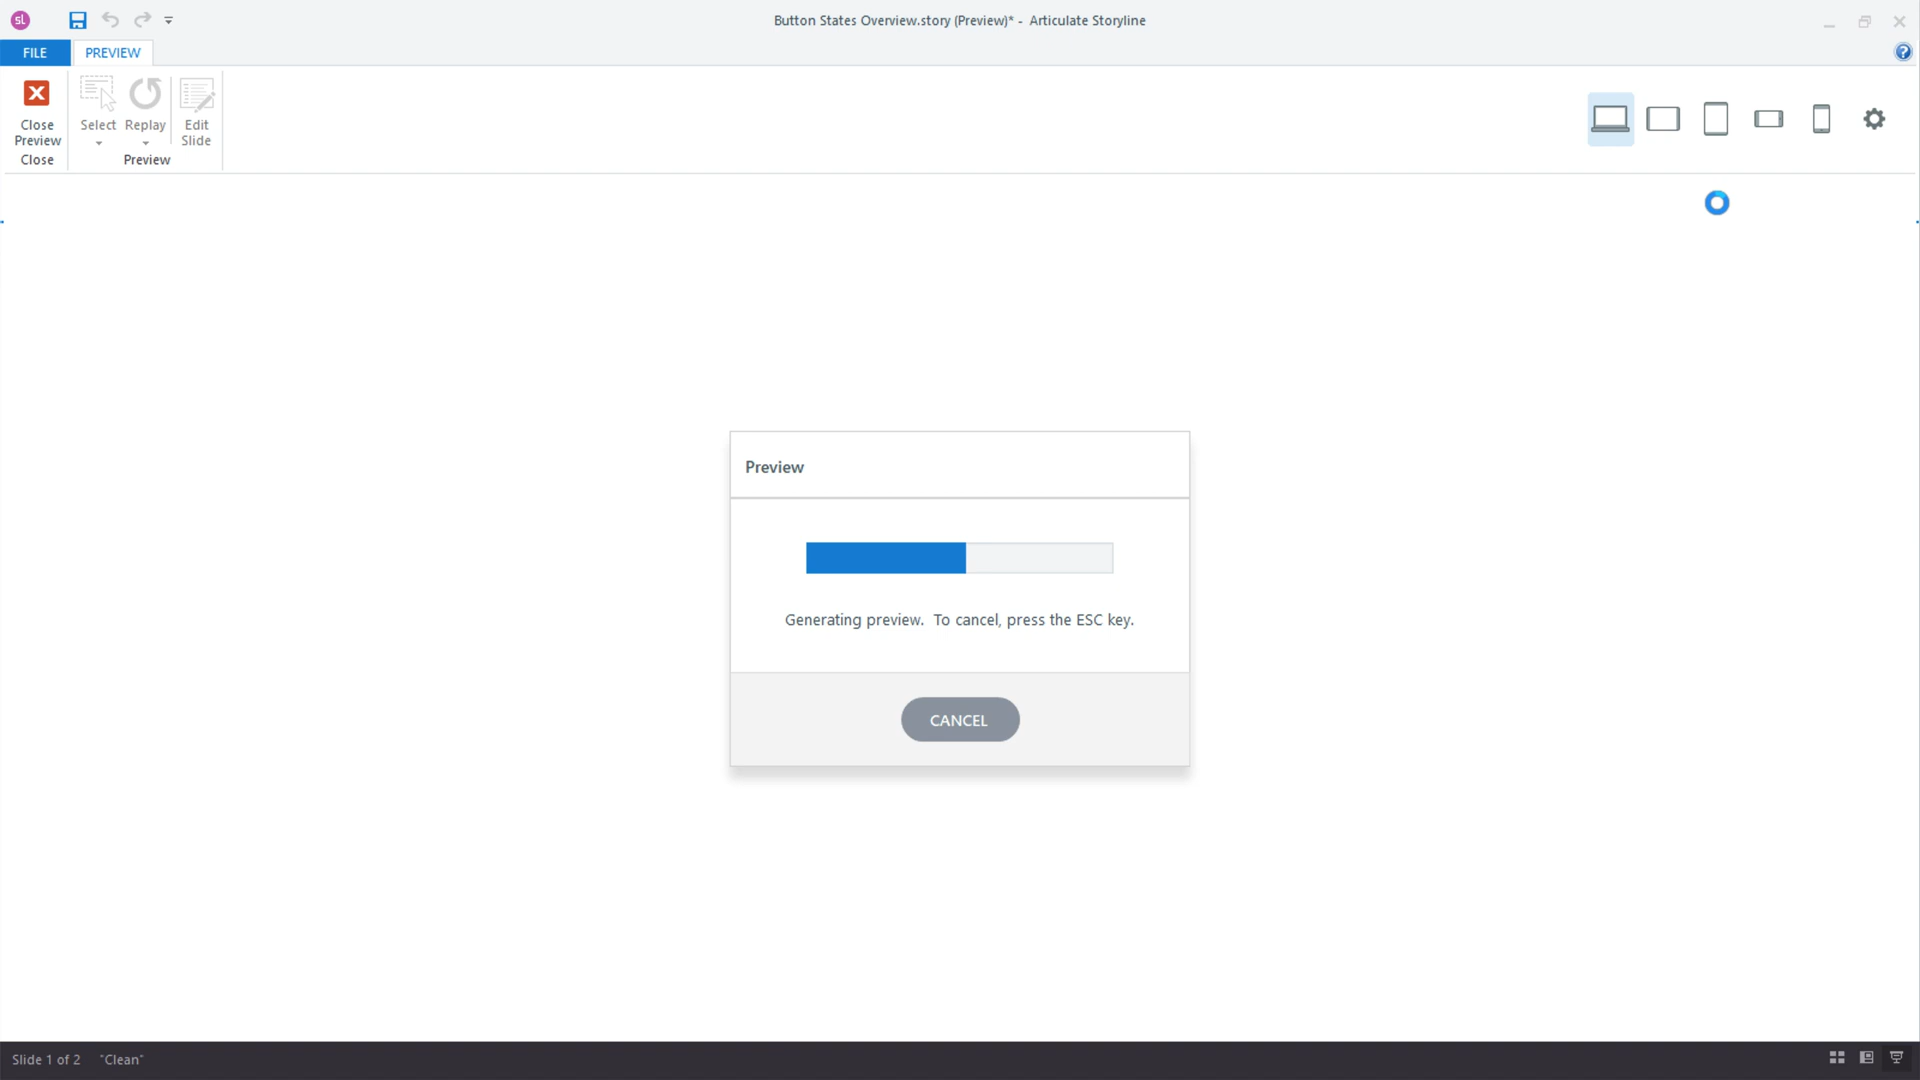 sl
Button States Overview.story (Preview)* - Articulate Storyline
FILE
PREVIEW
?
Close
Preview
Select
Replay
Edit
Slide
Close
Preview
Preview
Generating preview. To cancel, press the ESC key.
CANCEL
Slide 1 of 2
"Clean"